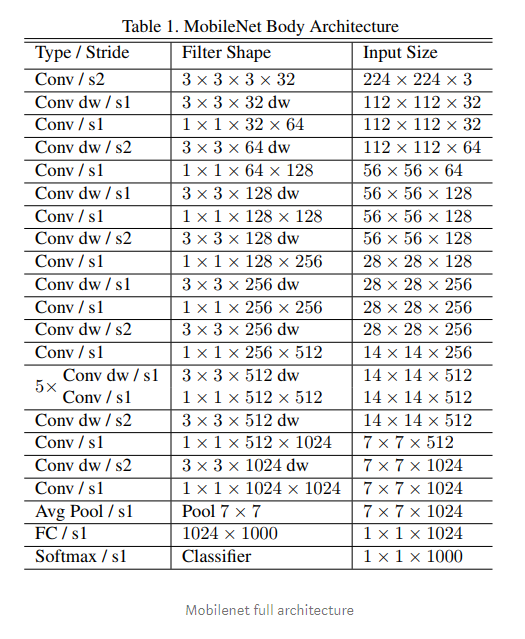 Table 1. MobileNet Body Architecture
Type / Stride Filter Shape Input Size
Conv / s2 3 × 3 × 3 × 32 224 × 224 × 3
Conv dw / s1 3 × 3 × 32 dw 112 × 112 × 32
Conv / s1 1 × 1 × 32 × 64 112 × 112 × 32
Conv dw / s2 3 × 3 × 64 dw 112 × 112 × 64
Conv / s1 1 × 1 × 64 × 128 56 × 56 × 64
Conv dw / s1 3 × 3 × 128 dw 56 × 56 × 128
Conv / s1 1 × 1 × 128 × 128 56 × 56 × 128
Conv dw / s2 3 × 3 × 128 dw 56 × 56 × 128
Conv / s1 1 × 1 × 128 × 256 28 × 28 × 128
Conv dw / s1 3 × 3 × 256 dw 28 × 28 × 256
Conv / s1 1 × 1 × 256 × 256 28 × 28 × 256
Conv dw / s2 3 × 3 × 256 dw 28 × 28 × 256
Conv / s1 1 × 1 × 256 × 512 14 × 14 × 256
5× Conv dw / s1 3 × 3 × 512 dw 14 × 14 × 512
Conv / s1 1 × 1 × 512 × 512 14 × 14 × 512
Conv dw / s2 3 × 3 × 512 dw 14 × 14 × 512
Conv / s1 1 × 1 × 512 × 1024 7 × 7 × 512
Conv dw / s2 3 × 3 × 1024 dw 7 × 7 × 1024
Conv / s1 1 × 1 × 1024 × 1024 7 × 7 × 1024
Avg Pool / s1 Pool 7 × 7 7 × 7 × 1024
FC / s1 1024 × 1000 1 × 1 × 1024
Softmax / s1 Classifier 1 × 1 × 1000
Mobilenet full architecture